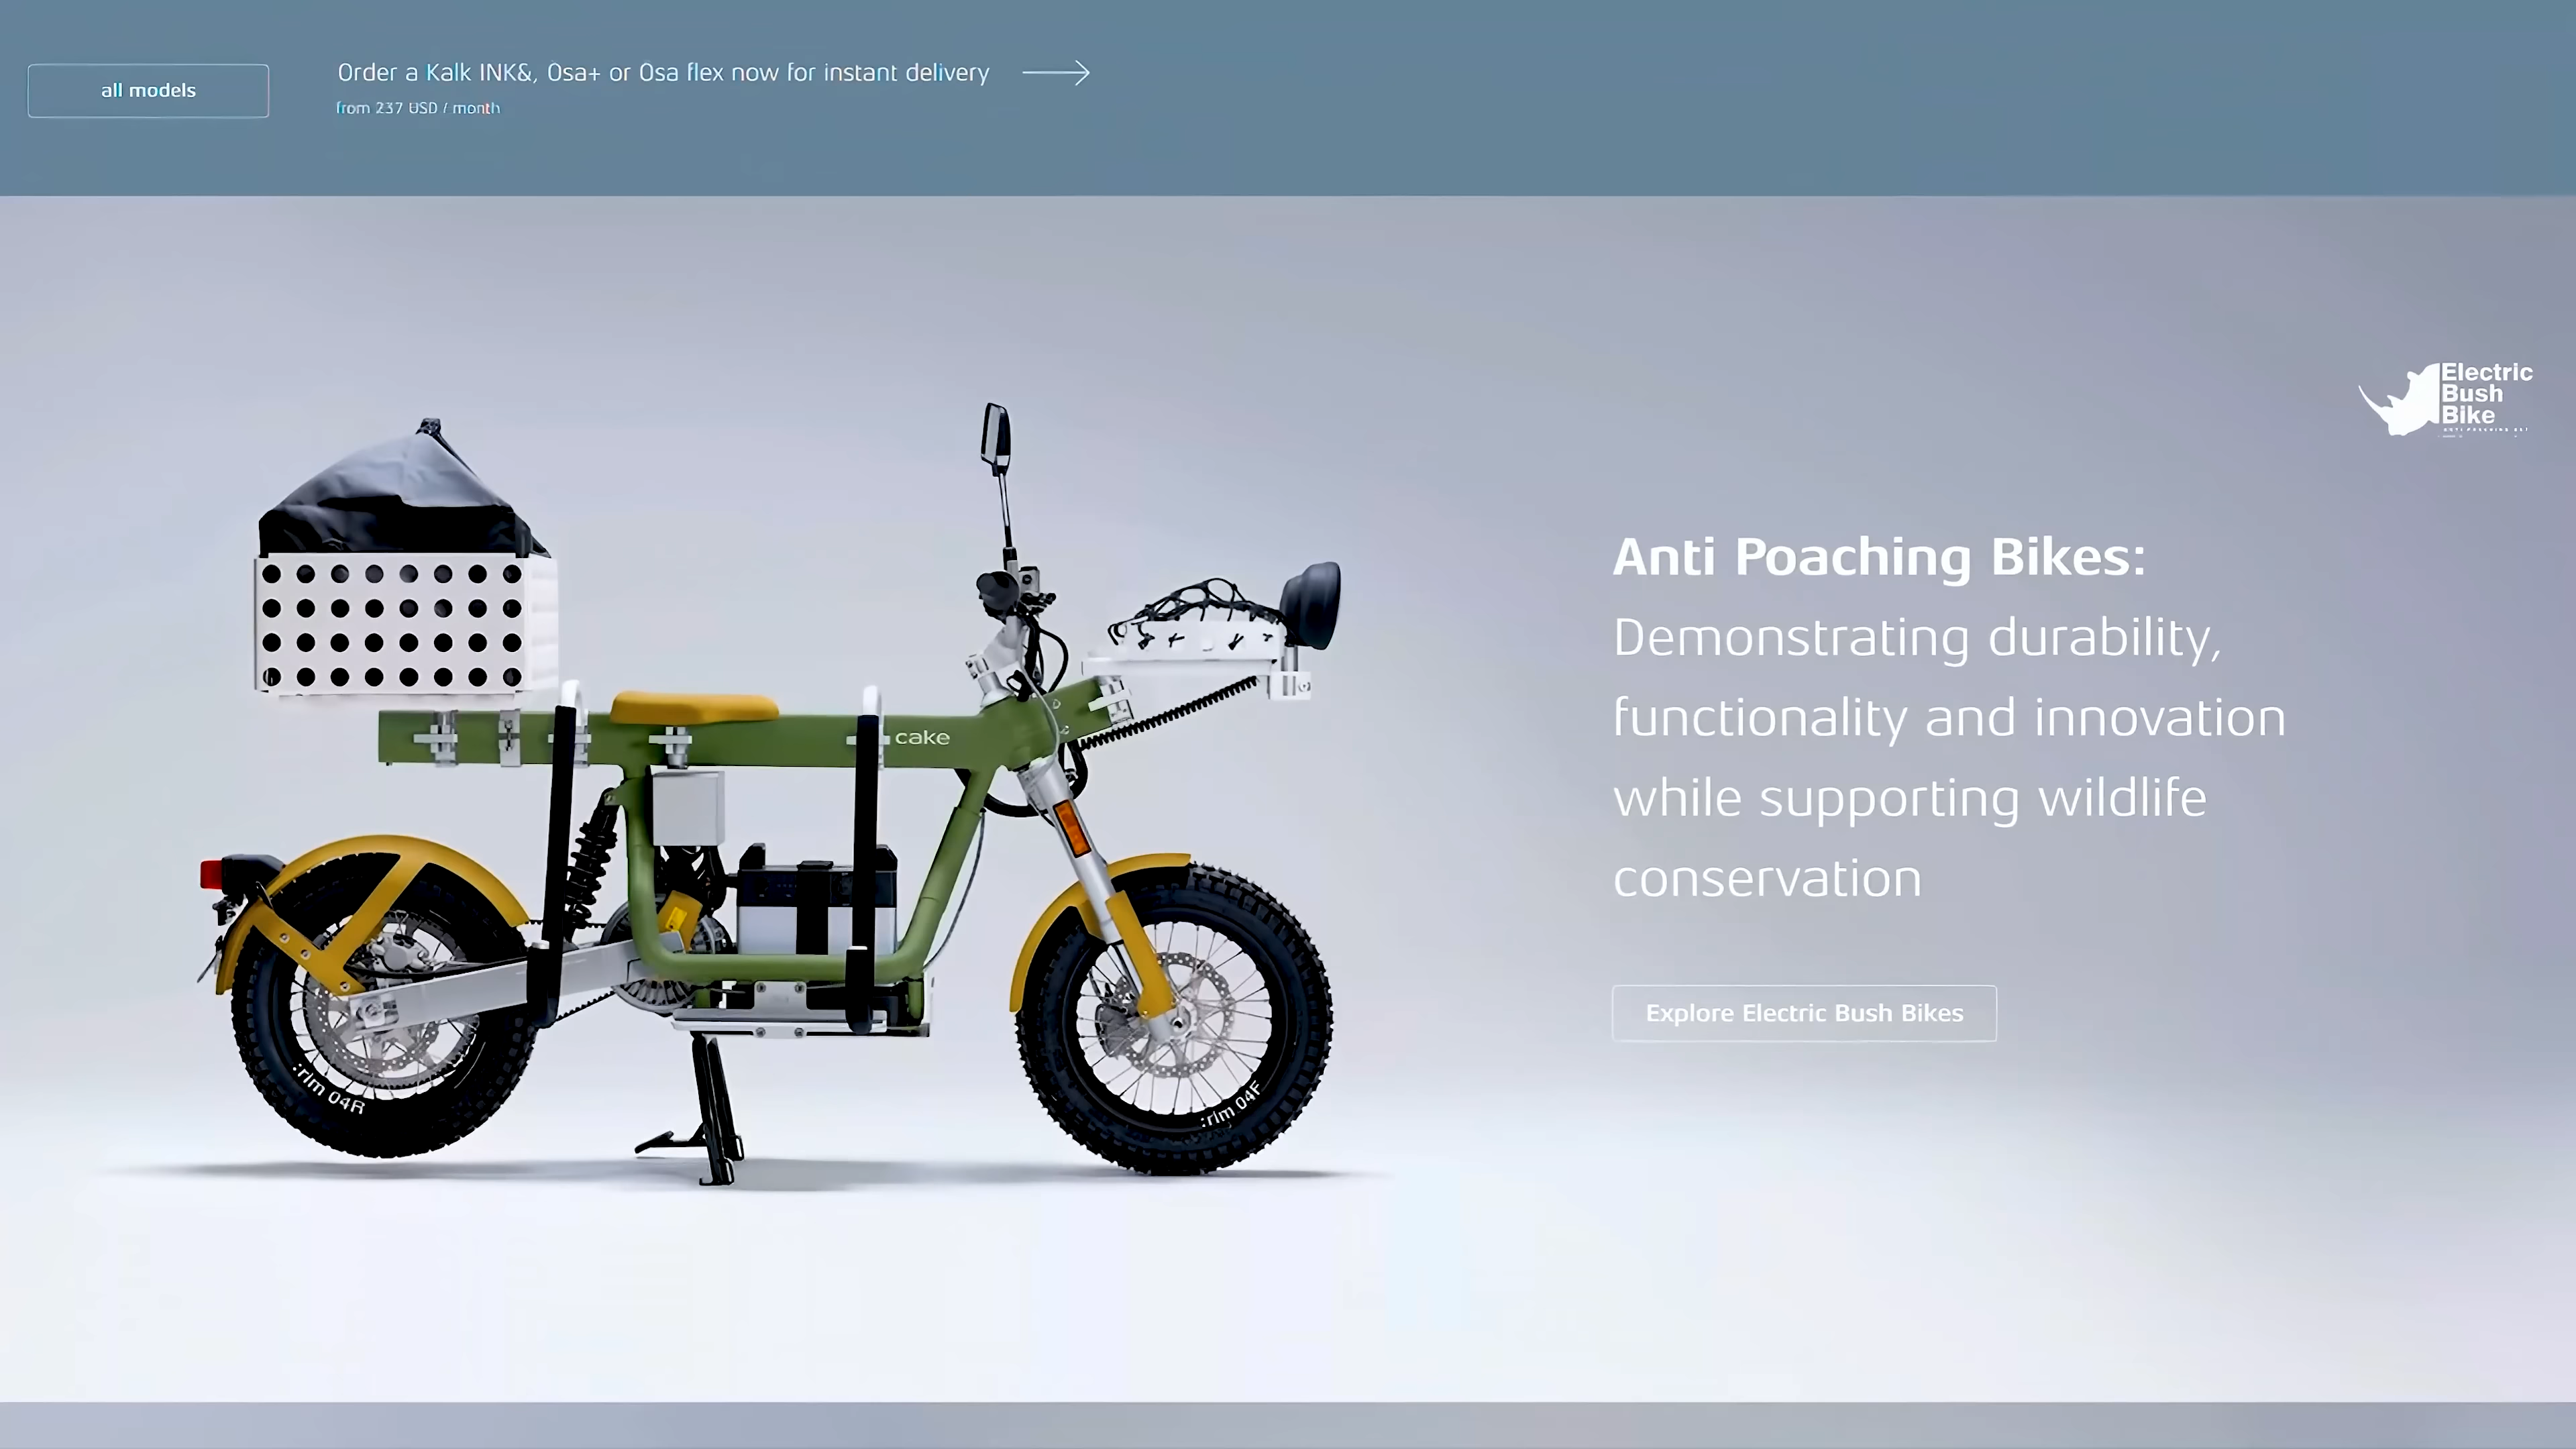 all models
Order a Kalk INK&, Osa+ or Osa flex now for instant delivery
from 237 USD / month
Electric
Bush
Bike
Anti Poaching Bikes:
Demonstrating durability,
functionality and innovation
while supporting wildlife
conservation
cake
Explore Electric Bush Bikes
:rim 04R
:rim 04F